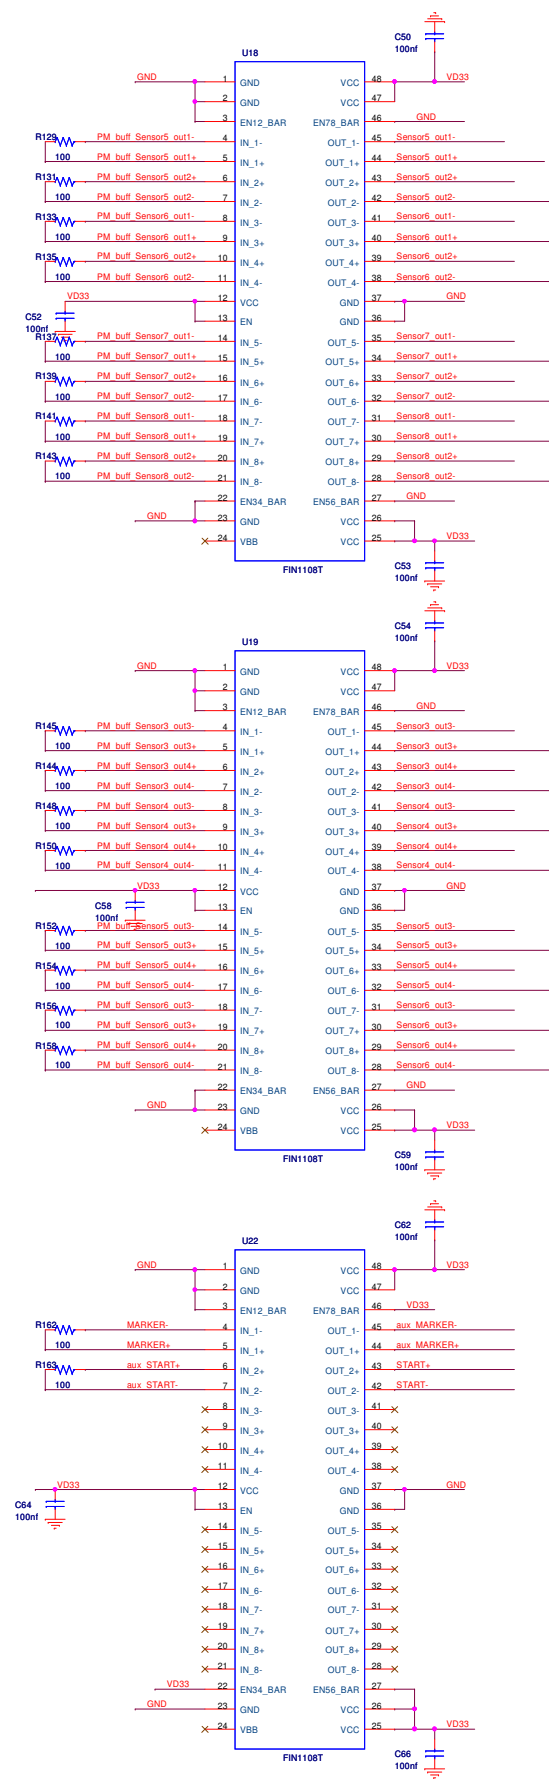 C50
100nf
U18
GND 1 GND VCC 48 VD33
2 GND VCC 47
3 EN12_BAR EN78_BAR 46 GND
R129 PM_buff_Sensor5_out1- 4 IN_1- OUT_1- 45 Sensor5_out1-
100 PM_buff_Sensor5_out1+ 5 IN_1+ OUT_1+ 44 Sensor5_out1+
R131 PM_buff_Sensor5_out2+ 6 IN_2+ OUT_2+ 43 Sensor5_out2+
100 PM_buff_Sensor5_out2- 7 IN_2- OUT_2- 42 Sensor5_out2-
R133 PM_buff_Sensor6_out1- 8 IN_3- OUT_3- 41 Sensor6_out1-
100 PM_buff_Sensor6_out1+ 9 IN_3+ OUT_3+ 40 Sensor6_out1+
R135 PM_buff_Sensor6_out2+ 10 IN_4+ OUT_4+ 39 Sensor6_out2+
100 PM_buff_Sensor6_out2- 11 IN_4- OUT_4- 38 Sensor6_out2-
VD33 12 VCC GND 37 GND
C52 13 EN GND 36
100nf
R137 PM_buff_Sensor7_out1- 14 IN_5- OUT_5- 35 Sensor7_out1-
100 PM_buff_Sensor7_out1+ 15 IN_5+ OUT_5+ 34 Sensor7_out1+
R139 PM_buff_Sensor7_out2+ 16 IN_6+ OUT_6+ 33 Sensor7_out2+
100 PM_buff_Sensor7_out2- 17 IN_6- OUT_6- 32 Sensor7_out2-
R141 PM_buff_Sensor8_out1- 18 IN_7- OUT_7- 31 Sensor8_out1-
100 PM_buff_Sensor8_out1+ 19 IN_7+ OUT_7+ 30 Sensor8_out1+
R143 PM_buff_Sensor8_out2+ 20 IN_8+ OUT_8+ 29 Sensor8_out2+
100 PM_buff_Sensor8_out2- 21 IN_8- OUT_8- 28 Sensor8_out2-
22 EN34_BAR EN56_BAR 27 GND
GND 23 GND VCC 26
24 VBB VCC 25 VD33
FIN1108T
C53
100nf
C54
100nf
U19
GND 1 GND VCC 48 VD33
2 GND VCC 47
3 EN12_BAR EN78_BAR 46 GND
R145 PM_buff_Sensor3_out3- 4 IN_1- OUT_1- 45 Sensor3_out3-
100 PM_buff_Sensor3_out3+ 5 IN_1+ OUT_1+ 44 Sensor3_out3+
R144 PM_buff_Sensor3_out4+ 6 IN_2+ OUT_2+ 43 Sensor3_out4+
100 PM_buff_Sensor3_out4- 7 IN_2- OUT_2- 42 Sensor3_out4-
R148 PM_buff_Sensor4_out3- 8 IN_3- OUT_3- 41 Sensor4_out3-
100 PM_buff_Sensor4_out3+ 9 IN_3+ OUT_3+ 40 Sensor4_out3+
R150 PM_buff_Sensor4_out4+ 10 IN_4+ OUT_4+ 39 Sensor4_out4+
100 PM_buff_Sensor4_out4- 11 IN_4- OUT_4- 38 Sensor4_out4-
VD33 12 VCC GND 37 GND
C58 13 EN GND 36
100nf
R152 PM_buff_Sensor5_out3- 14 IN_5- OUT_5- 35 Sensor5_out3-
100 PM_buff_Sensor5_out3+ 15 IN_5+ OUT_5+ 34 Sensor5_out3+
R154 PM_buff_Sensor5_out4+ 16 IN_6+ OUT_6+ 33 Sensor5_out4+
100 PM_buff_Sensor5_out4- 17 IN_6- OUT_6- 32 Sensor5_out4-
R156 PM_buff_Sensor6_out3- 18 IN_7- OUT_7- 31 Sensor6_out3-
100 PM_buff_Sensor6_out3+ 19 IN_7+ OUT_7+ 30 Sensor6_out3+
R158 PM_buff_Sensor6_out4+ 20 IN_8+ OUT_8+ 29 Sensor6_out4+
100 PM_buff_Sensor6_out4- 21 IN_8- OUT_8- 28 Sensor6_out4-
22 EN34_BAR EN56_BAR 27 GND
GND 23 GND VCC 26
24 VBB VCC 25 VD33
FIN1108T
C59
100nf
C62
100nf
U22
GND 1 GND VCC 48 VD33
2 GND VCC 47
3 EN12_BAR EN78_BAR 46 VD33
R162 MARKER- 4 IN_1- OUT_1- 45 aux_MARKER-
100 MARKER+ 5 IN_1+ OUT_1+ 44 aux_MARKER+
R163 aux_START+ 6 IN_2+ OUT_2+ 43 START+
100 aux_START- 7 IN_2- OUT_2- 42 START-
8 IN_3- OUT_3- 41
9 IN_3+ OUT_3+ 40
10 IN_4+ OUT_4+ 39
11 IN_4- OUT_4- 38
VD33 12 VCC GND 37 GND
C64 13 EN GND 36
100nf
14 IN_5- OUT_5- 35
15 IN_5+ OUT_5+ 34
16 IN_6+ OUT_6+ 33
17 IN_6- OUT_6- 32
18 IN_7- OUT_7- 31
19 IN_7+ OUT_7+ 30
20 IN_8+ OUT_8+ 29
21 IN_8- OUT_8- 28
VD33 22 EN34_BAR EN56_BAR 27
GND 23 GND VCC 26
24 VBB VCC 25 VD33
FIN1108T
C66
100nf